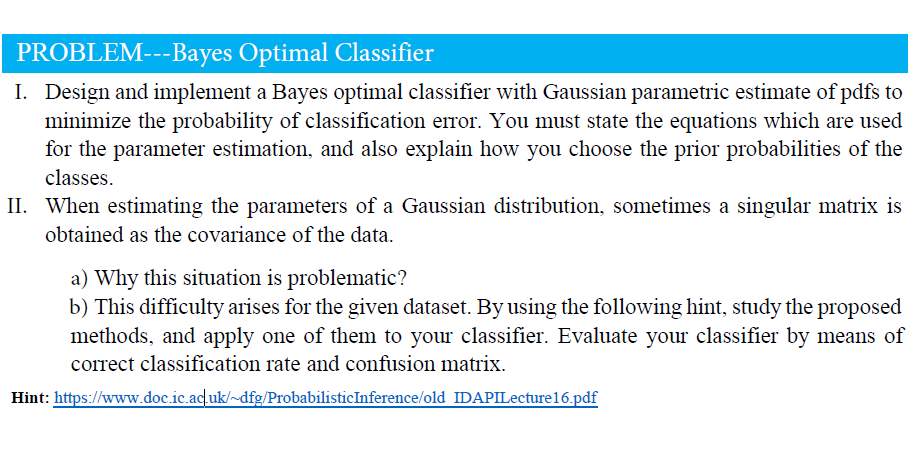 PROBLEM---Bayes Optimal Classifier
I. Design and implement a Bayes optimal classifier with Gaussian parametric estimate of pdfs to
minimize the probability of classification error. You must state the equations which are used
for the parameter estimation, and also explain how you choose the prior probabilities of the
classes.
II. When estimating the parameters of a Gaussian distribution, sometimes a singular matrix is
obtained as the covariance of the data.
a) Why this situation is problematic?
b) This difficulty arises for the given dataset. By using the following hint, study the proposed
methods, and apply one of them to your classifier. Evaluate your classifier by means of
correct classification rate and confusion matrix.
Hint: https://www.doc.ic.ac.uk/~dfg/ProbabilisticInference/old_IDAPILecture16.pdf